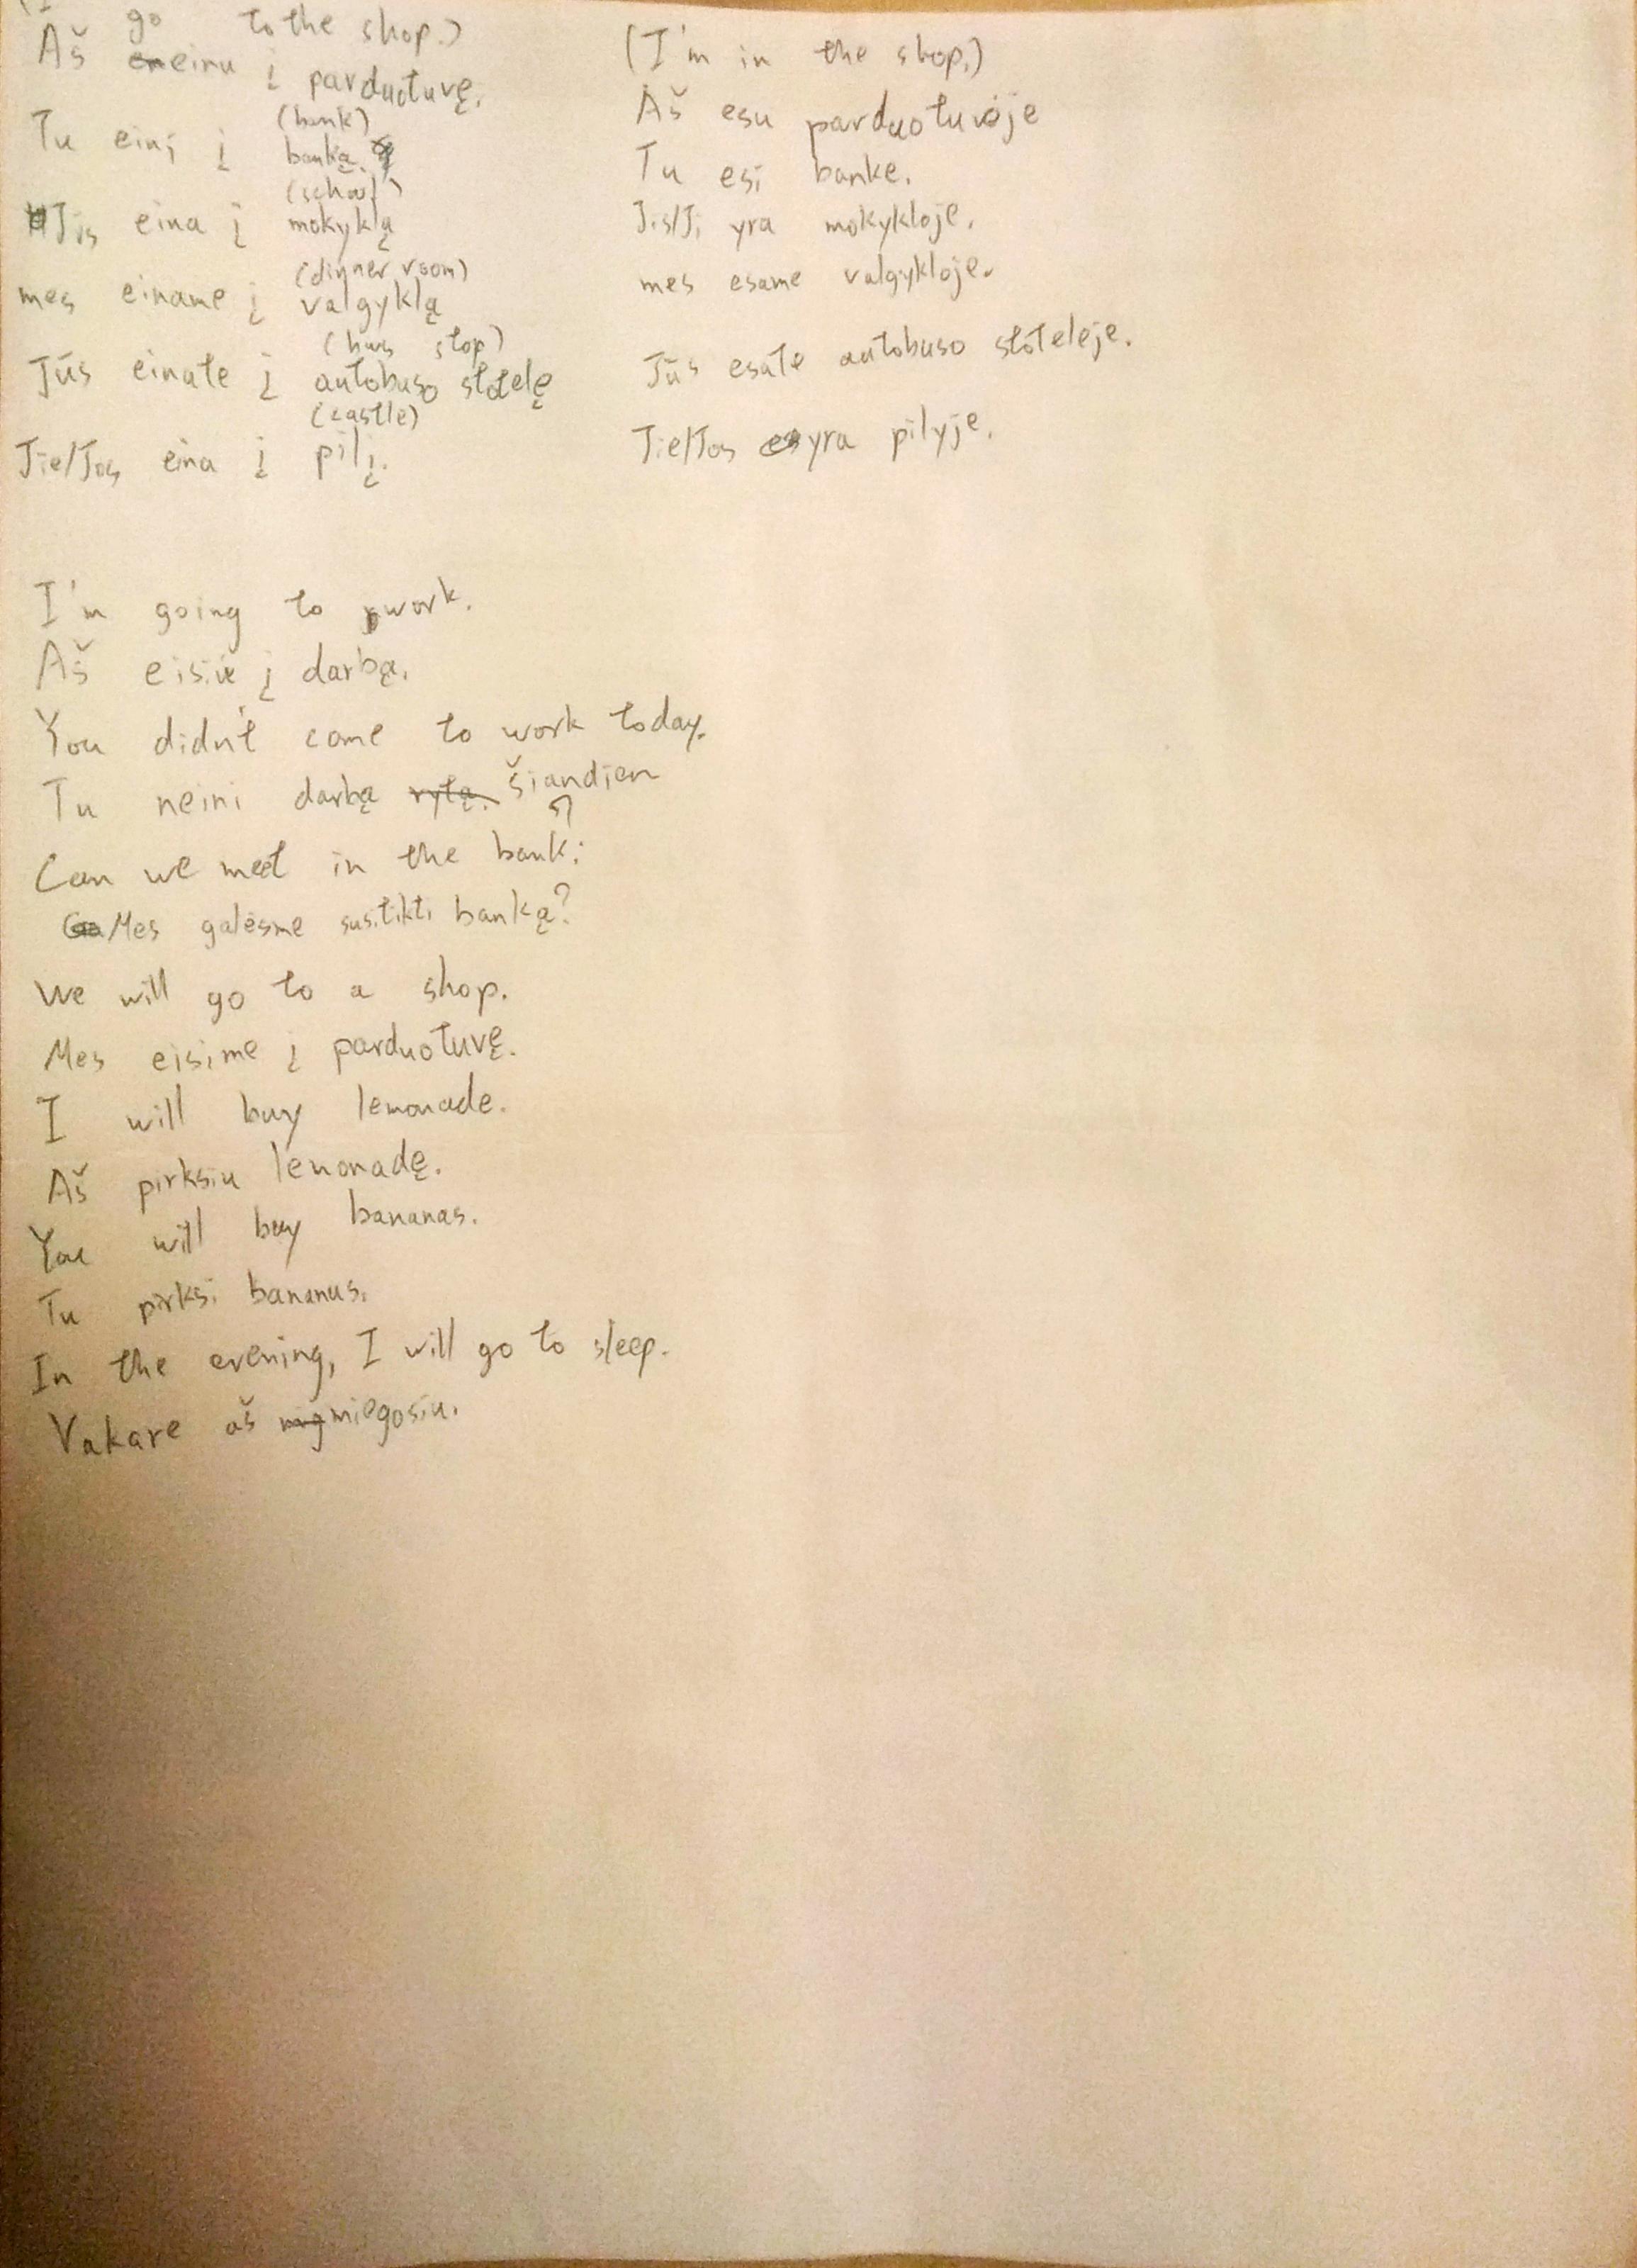 go to the shop.)
Aš einu į parduotuvę.
(bank)
Tu eini į banką.
(school)
Jis eina į mokyklą
(dinner room)
mes einame į valgyklą
(bus stop)
Jūs einate į autobuso stotelę
(castle)
Jie/Jos eina į pilį.
(I'm in the shop.)
Aš esu parduotuvėje
Tu esi banke.
Jis/Ji yra mokykloje.
mes esame valgykloje.
Jūs esate autobuso stotelėje.
Jie/Jos yra pilyje.
I'm going to work.
Aš eisiu į darbą.
You didn't come to work today.
Tu neini darbą rytą. šiandien
Can we meet in the bank?
Mes galėsme susitikti banką?
We will go to a shop.
Mes eisime į parduotuvę.
I will buy lemonade.
Aš pirksiu lemonadę.
You will buy bananas.
Tu pirksi bananus.
In the evening, I will go to sleep.
Vakare aš miegosiu.